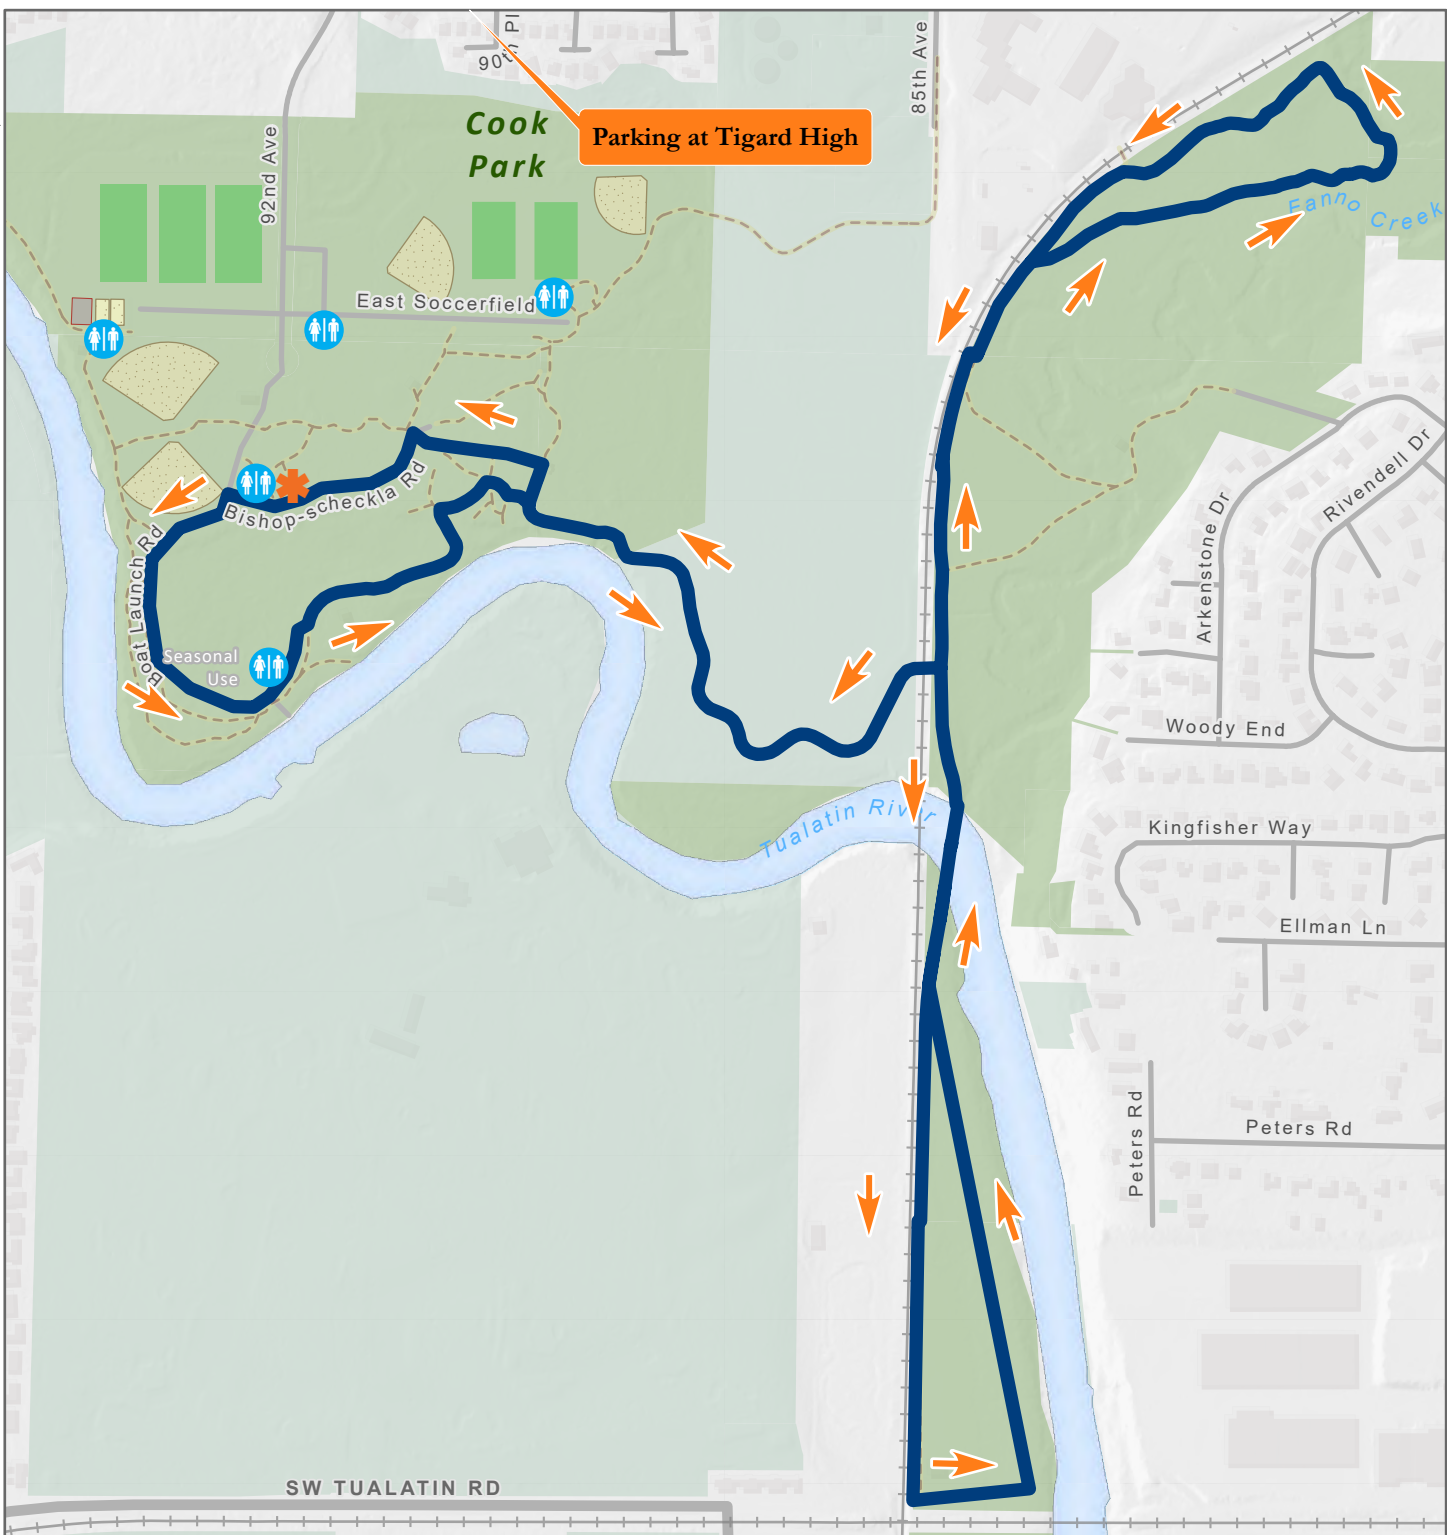 90th Pl
85th Ave
Cook
Park
Parking at Tigard High
92nd Ave
Fanno Creek
East Soccerfield
Rivendell Dr
Bishop-scheckla Rd
Arkenstone Dr
Boat Launch Rd
Seasonal
Use
Woody End
Tualatin River
Kingfisher Way
Ellman Ln
Peters Rd
Peters Rd
SW TUALATIN RD